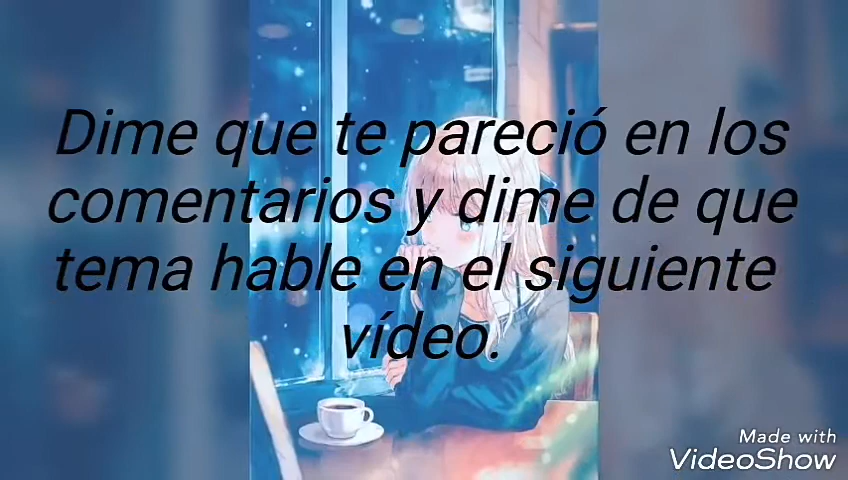 Dime que te pareció en los
comentarios y dime de que
tema hable en el siguiente
vídeo.
Made with
VideoShow